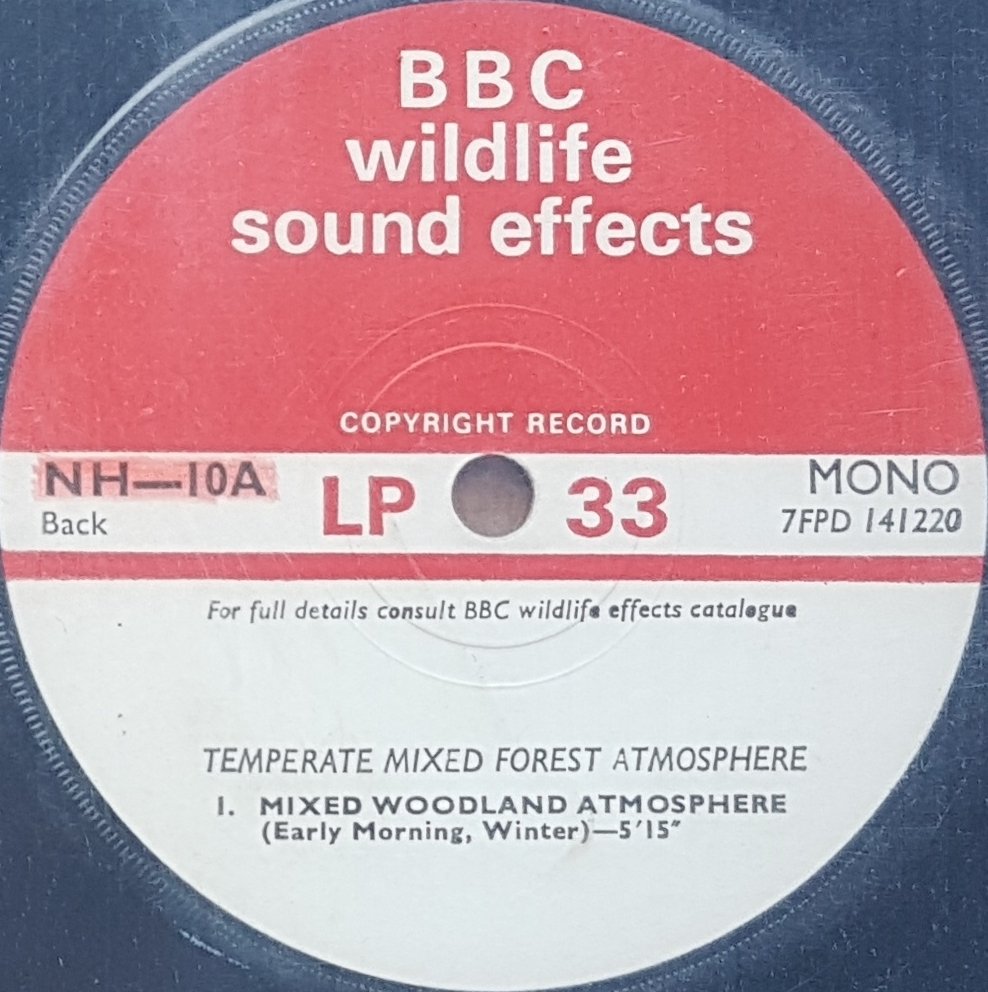 BBC
wildlife
sound effects
COPYRIGHT RECORD
NH—10A
Back
LP 33
MONO
7FPD 141220
For full details consult BBC wildlife effects catalogue
TEMPERATE MIXED FOREST ATMOSPHERE
1. MIXED WOODLAND ATMOSPHERE
(Early Morning, Winter)—5'15"